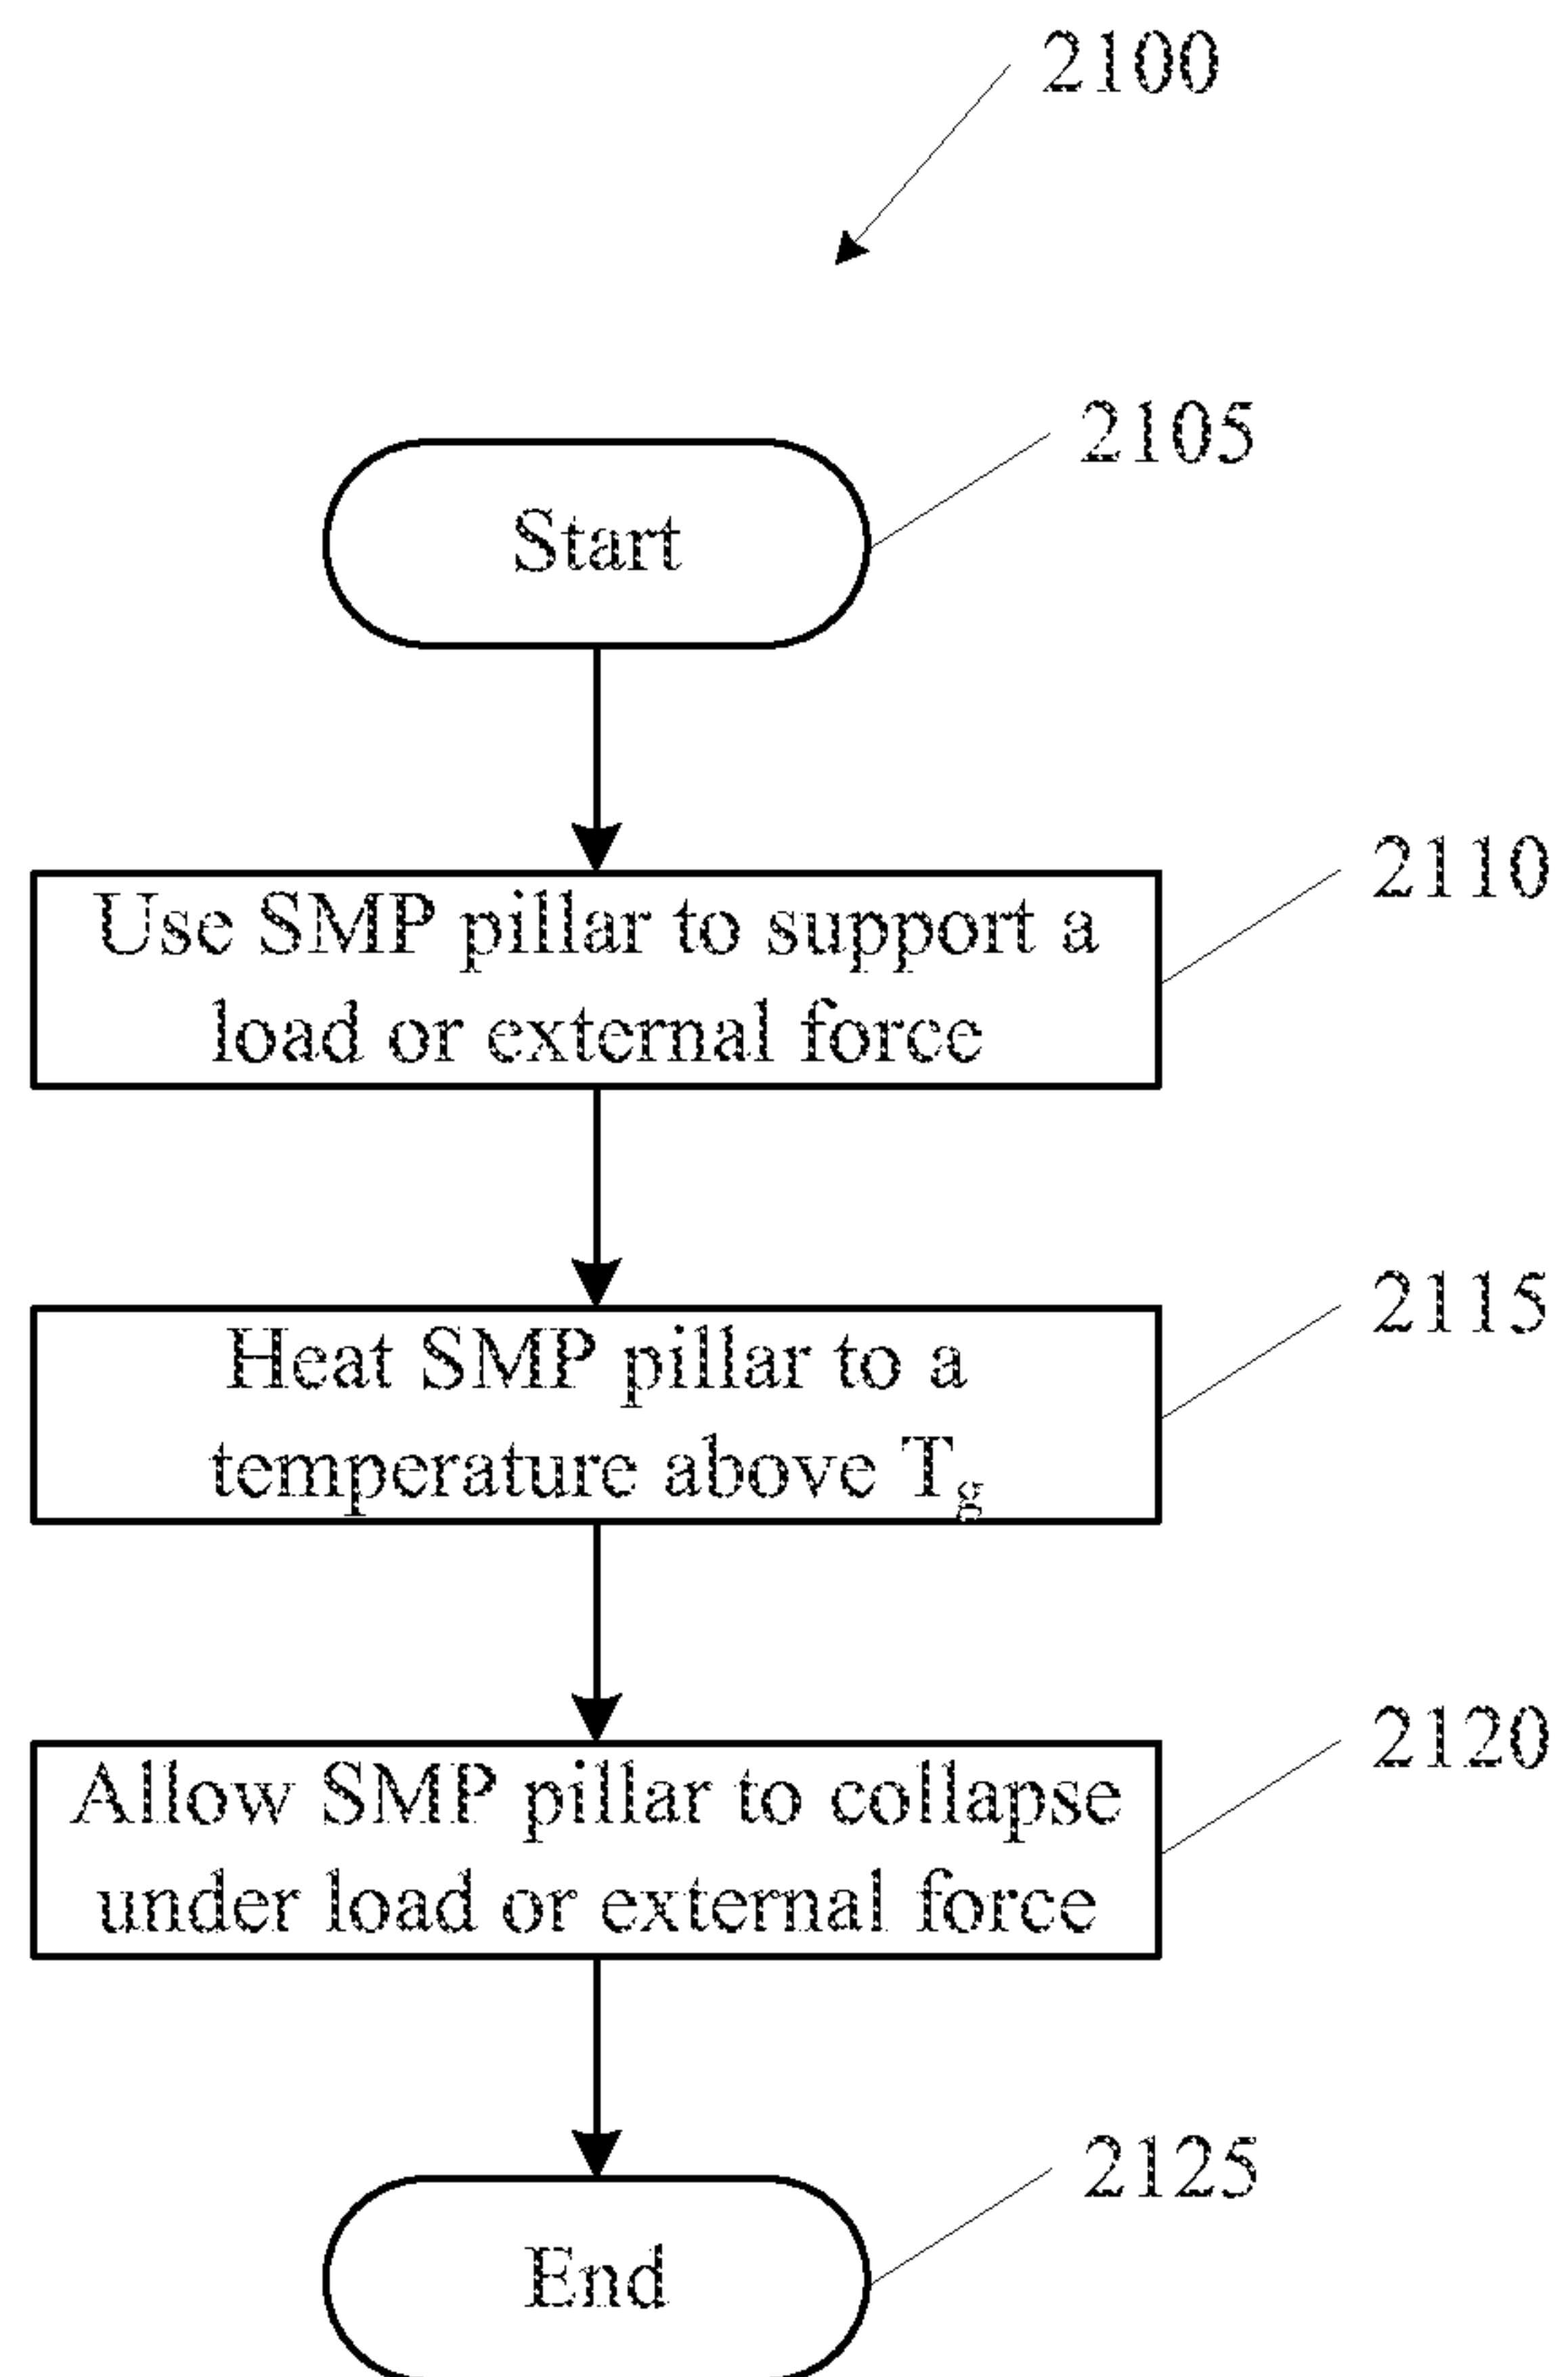 2100
2105
Start
2110
Use SMP pillar to support a
load or external force
2115
Heat SMP pillar to a
temperature above Tg
2120
Allow SMP pillar to collapse
under load or external force
2125
End